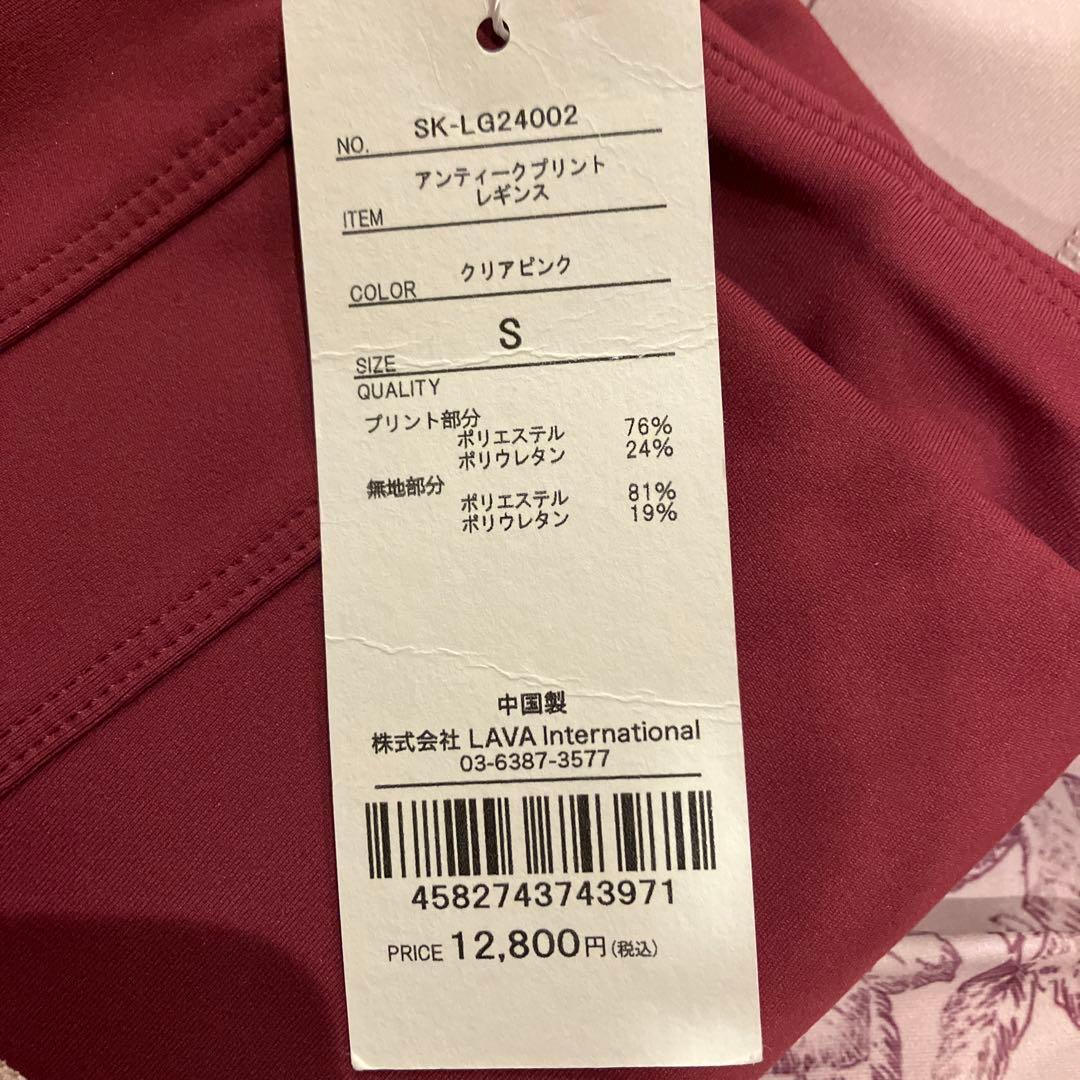 NO. SK-LG24002
アンティークプリント
レギンス
ITEM
COLOR クリアピンク
SIZE S
QUALITY
プリント部分
ポリエステル 76%
ポリウレタン 24%
無地部分
ポリエステル 81%
ポリウレタン 19%
中国製
株式会社 LAVA International
03-6387-3577
4582743743971
PRICE 12,800円(税込)